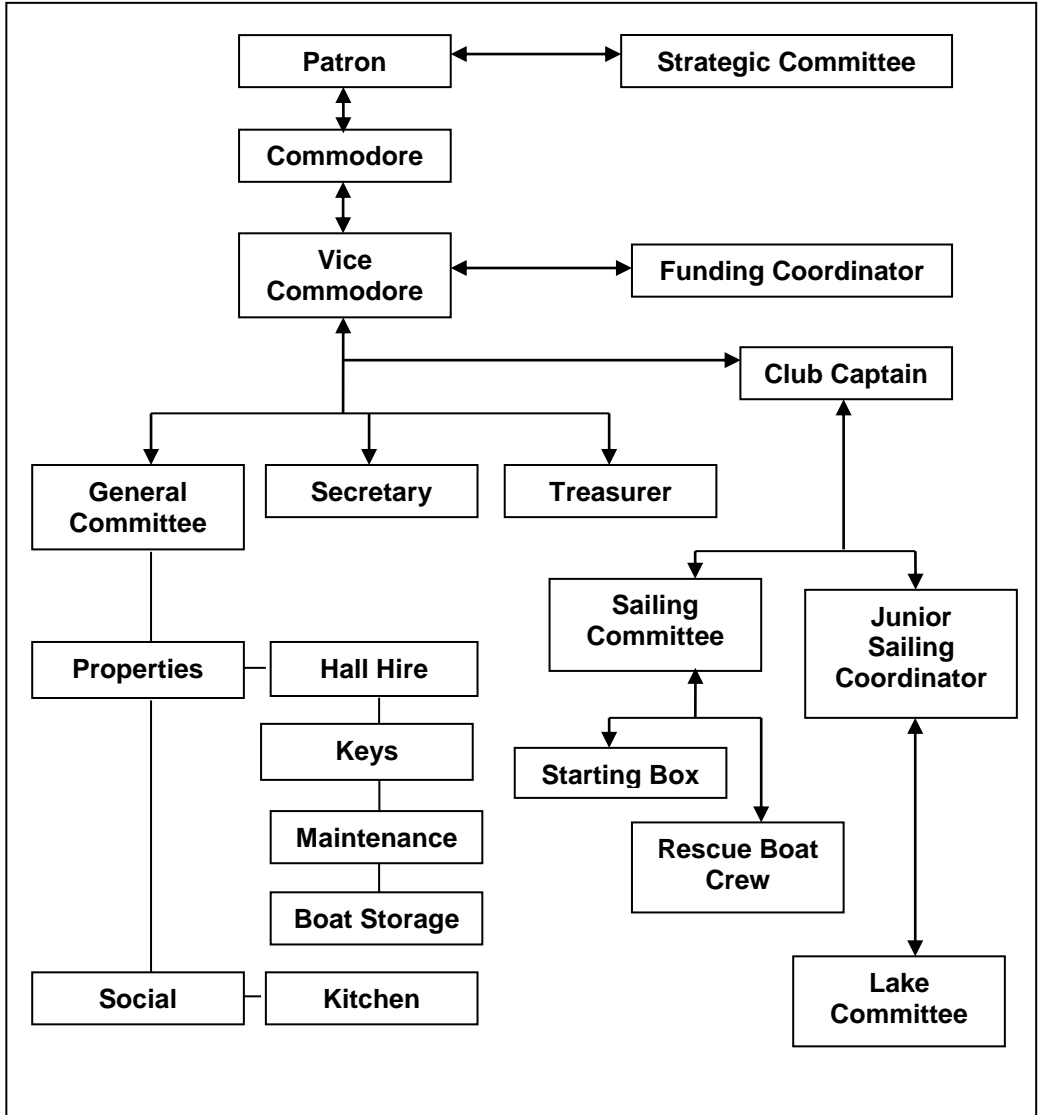 Patron
Strategic Committee
Commodore
Vice
Commodore
Funding Coordinator
Club Captain
General
Committee
Secretary
Treasurer
Sailing
Committee
Junior
Sailing
Coordinator
Properties
Hall Hire
Keys
Starting Box
Maintenance
Rescue Boat
Crew
Boat Storage
Social
Kitchen
Lake
Committee